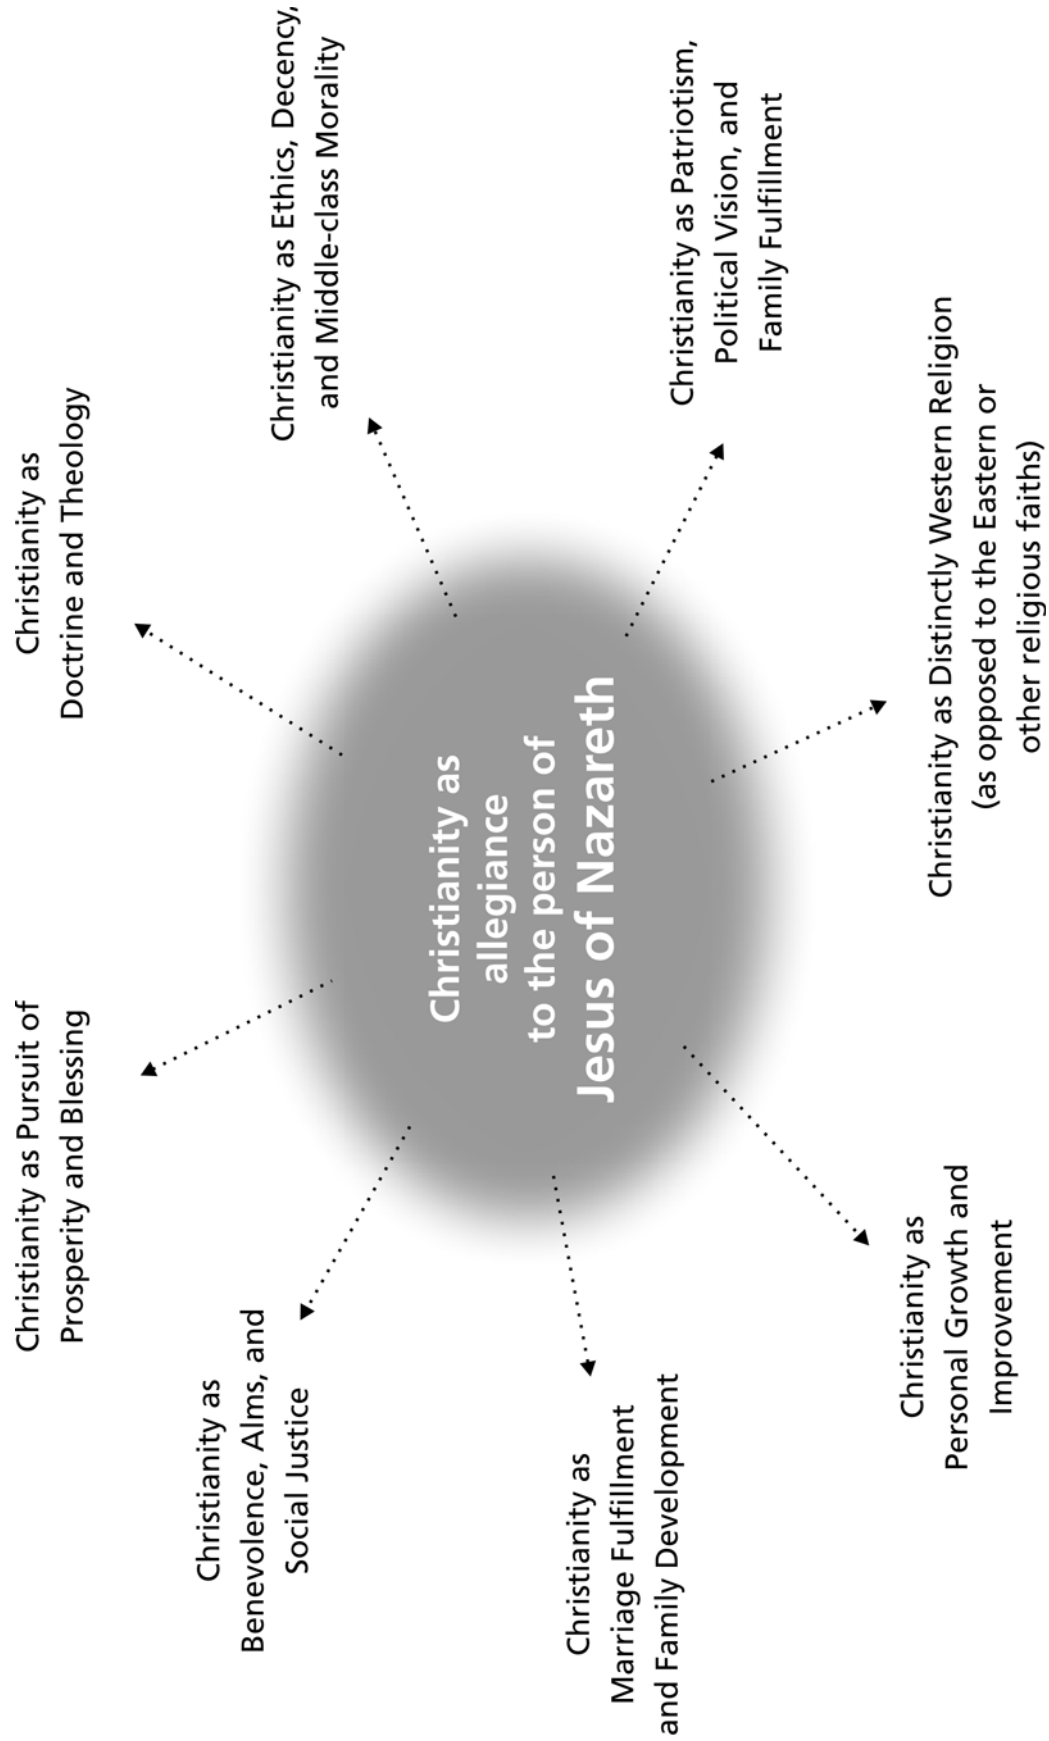 Christianity as Pursuit of
Prosperity and Blessing
Christianity as
Doctrine and Theology
Christianity as
Benevolence, Alms, and
Social Justice
Christianity as Ethics, Decency,
and Middle-class Morality
Christianity as
allegiance
to the person of
Jesus of Nazareth
Christianity as
Marriage Fulfillment
and Family Development
Christianity as Patriotism,
Political Vision, and
Family Fulfillment
Christianity as
Personal Growth and
Improvement
Christianity as Distinctly Western Religion
(as opposed to the Eastern or
other religious faiths)